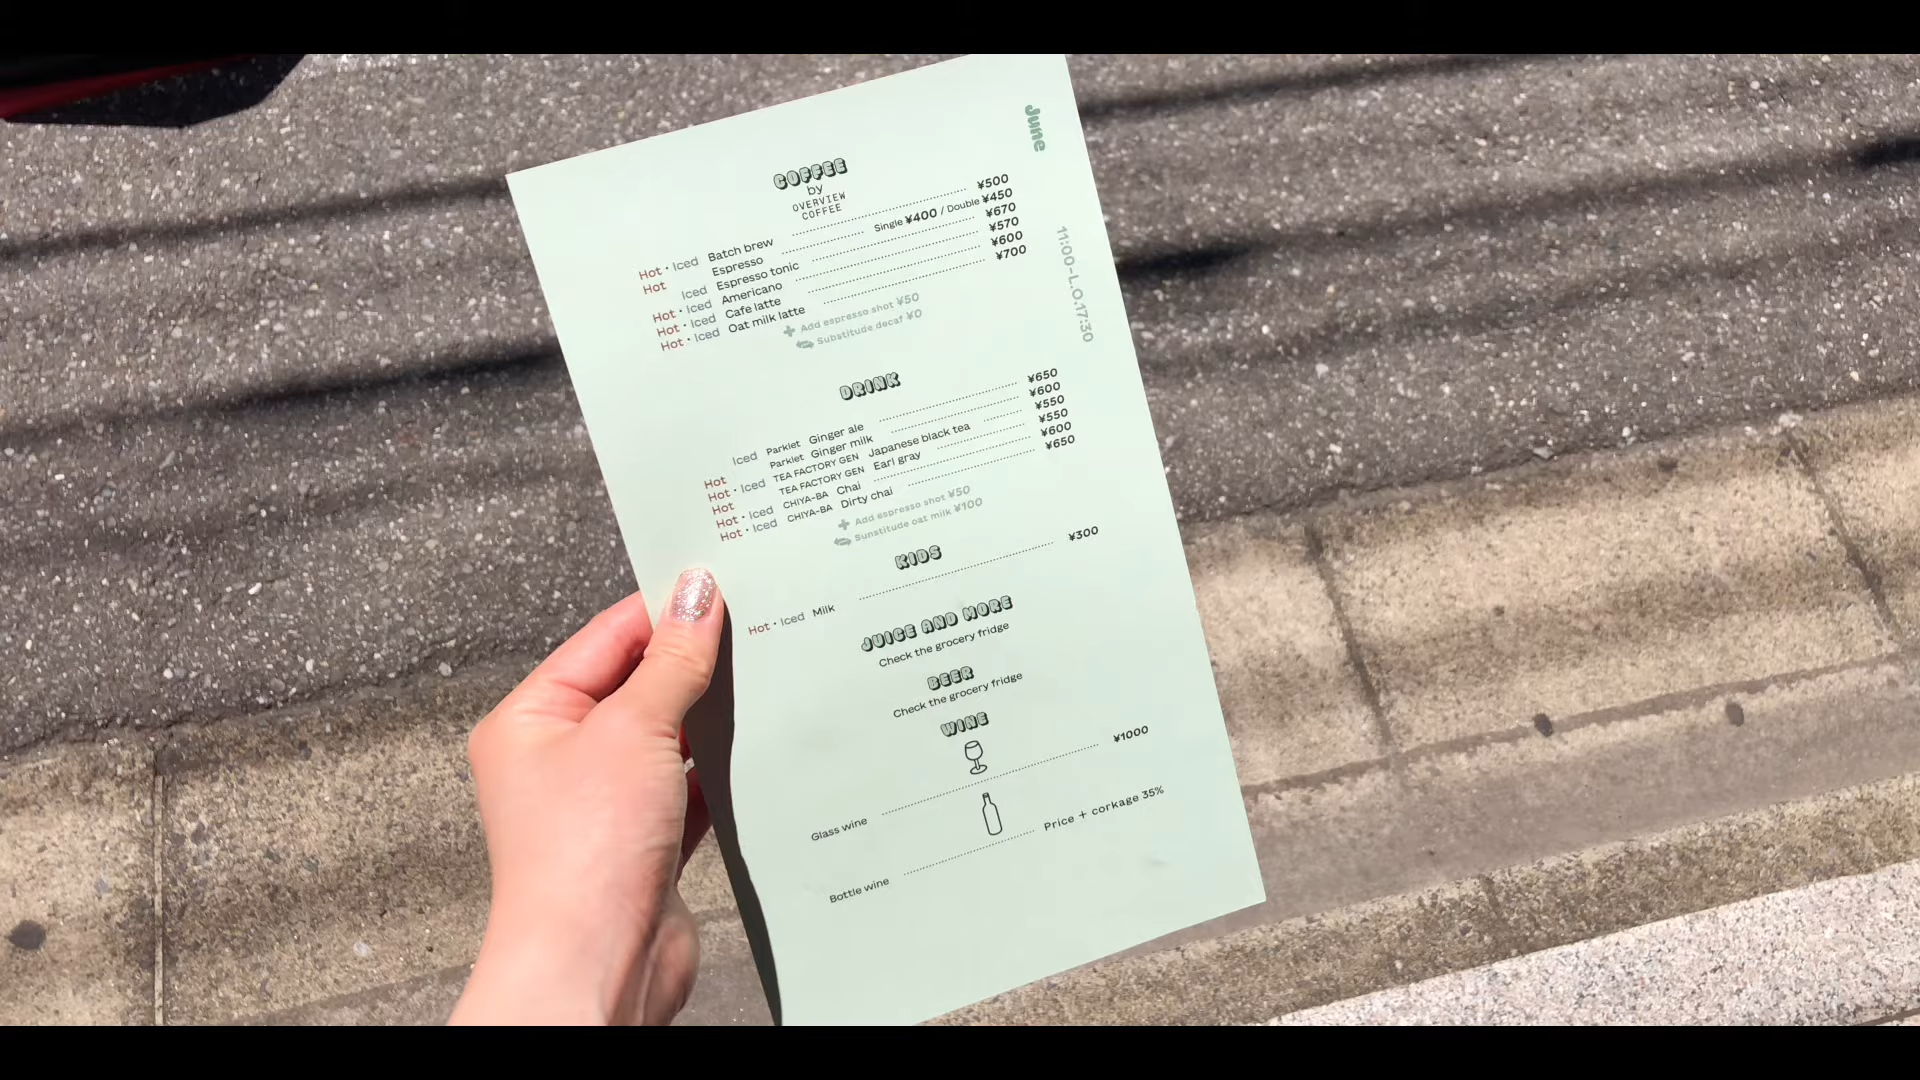 June
11:00-L.O.17:30
COFFEE
by
OVERVIEW
COFFEE
Hot・Iced Batch brew ¥500
Hot Espresso Single ¥400 / Double ¥450
Iced Espresso tonic ¥670
Hot・Iced Americano ¥570
Hot・Iced Cafe latte ¥600
Hot・Iced Oat milk latte ¥700
Add espresso shot ¥50
Substitude decaf ¥0
DRINK
Iced Parklet Ginger ale ¥650
Hot Parklet Ginger milk ¥600
Hot・Iced TEA FACTORY GEN Japanese black tea ¥550
Hot TEA FACTORY GEN Earl gray ¥550
Hot・Iced CHIYA-BA Chai ¥600
Hot・Iced CHIYA-BA Dirty chai ¥650
Add espresso shot ¥50
Sunstitude oat milk ¥100
KIDS
Hot・Iced Milk ¥300
JUICE AND MORE
Check the grocery fridge
BEER
Check the grocery fridge
WINE
Glass wine ¥1000
Bottle wine Price + corkage 35%